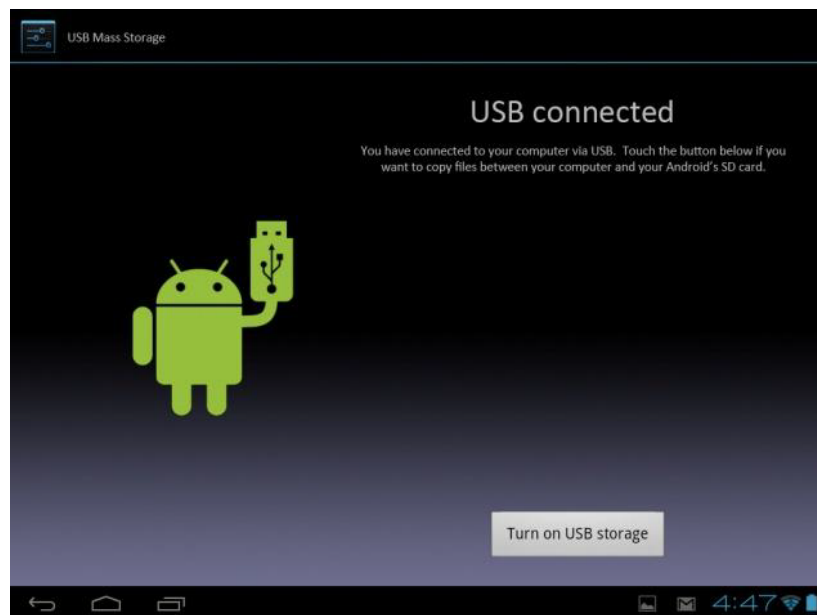 USB Mass Storage
USB connected
You have connected to your computer via USB.  Touch the button below if you
want to copy files between your computer and your Android's SD card.
Turn on USB storage
4:47